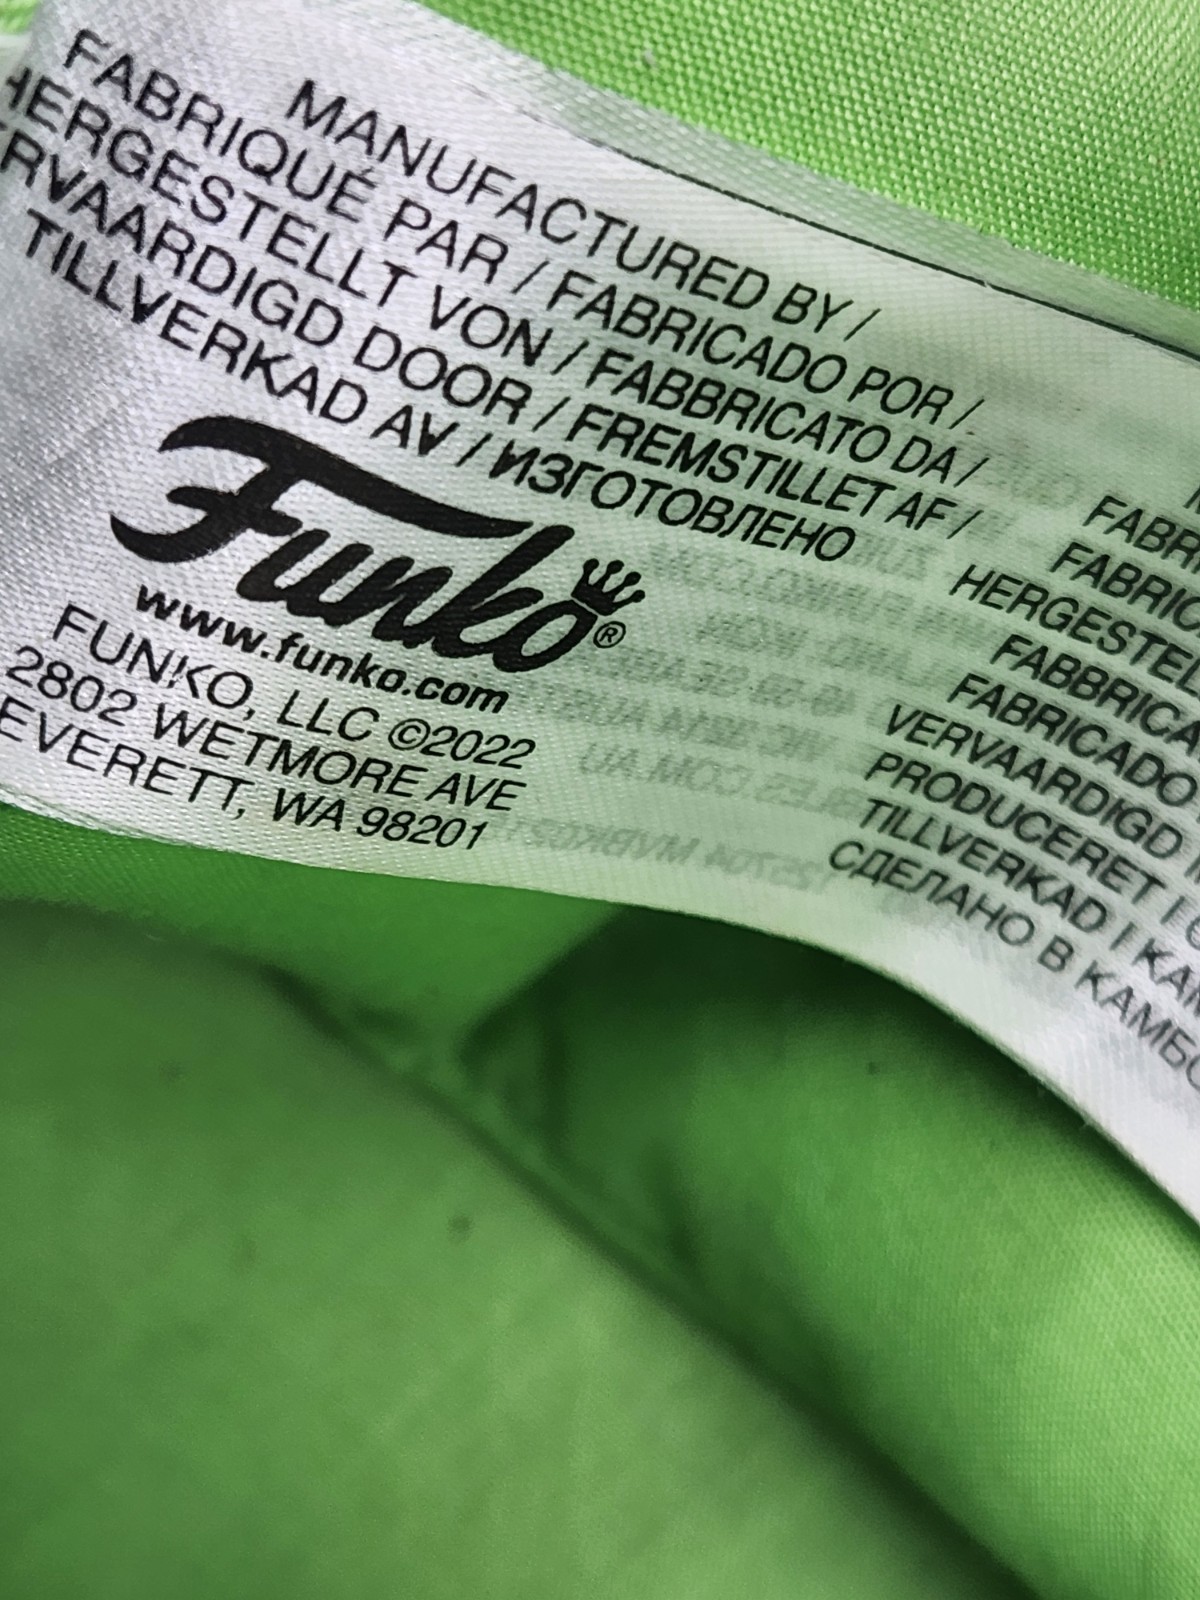 MANUFACTURED BY /
FABRIQUÉ PAR / FABRICADO POR /
HERGESTELLT VON / FABBRICATO DA /
RVAARDIGD DOOR / FREMSTILLET AF /
TILLVERKAD AV / ИЗГОТОВЛЕНО
Funko®
www.funko.com
FUNKO, LLC ©2022
2802 WETMORE AVE
EVERETT, WA 98201
FABRI
FABRIC
HERGESTEL
FABBRICA
FABRICADO
VERVAARDIGD
PRODUCERET I
TILLVERKAD I KAM
СДЕЛАНО В КАМБО